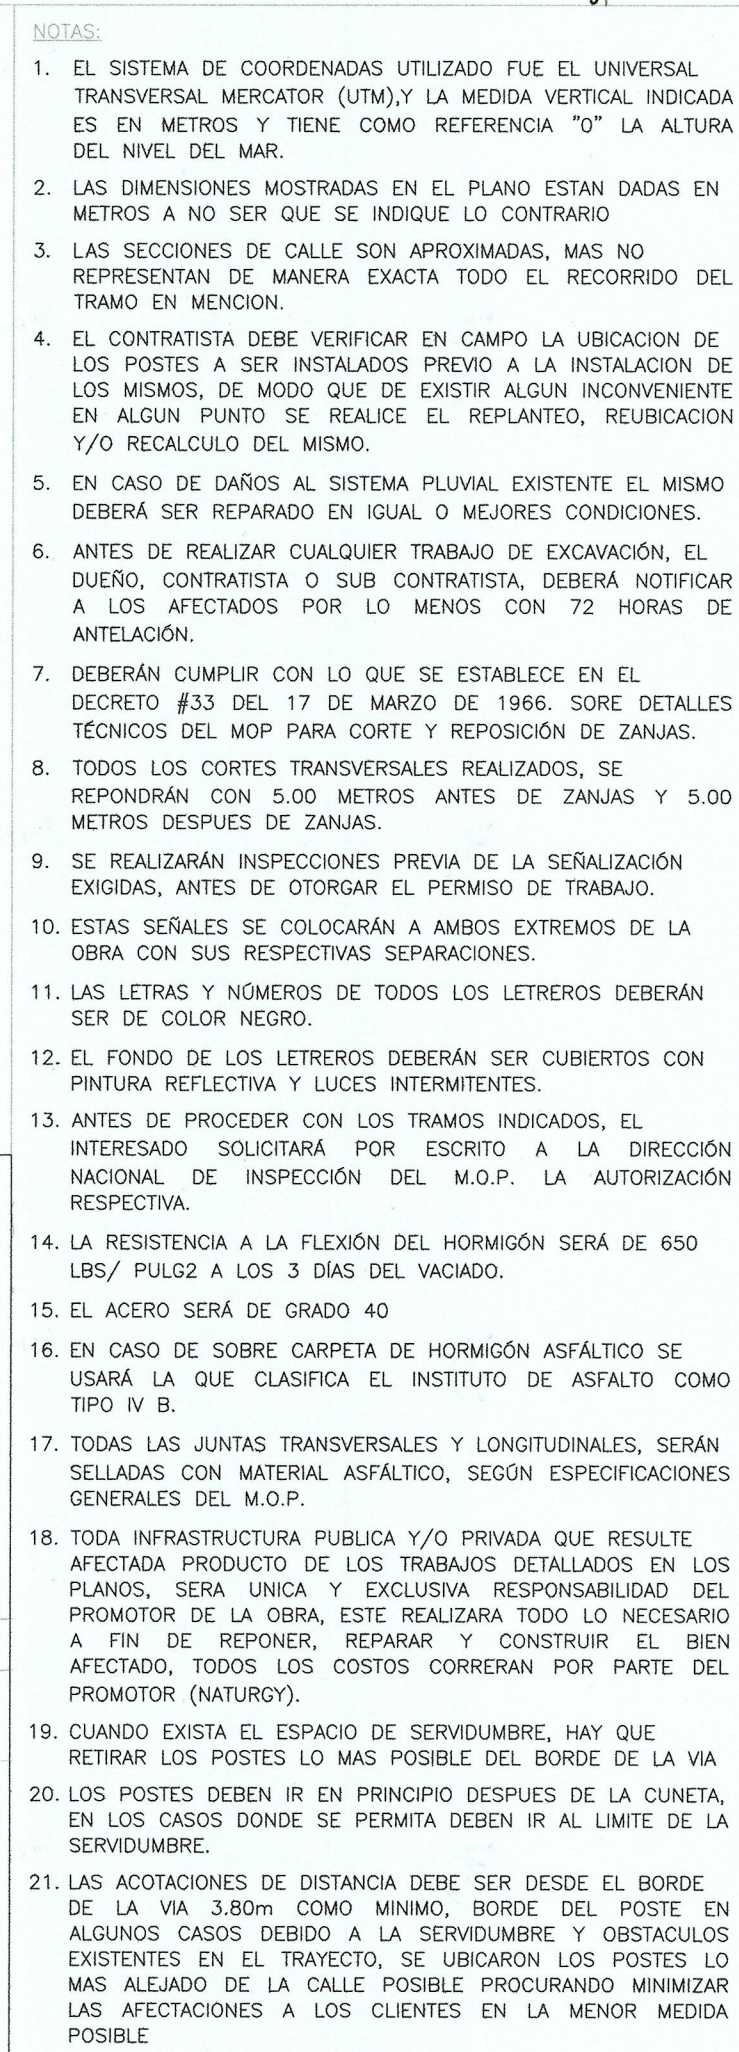 NOTAS:
1. EL SISTEMA DE COORDENADAS UTILIZADO FUE EL UNIVERSAL
TRANSVERSAL MERCATOR (UTM),Y LA MEDIDA VERTICAL INDICADA
ES EN METROS Y TIENE COMO REFERENCIA "0" LA ALTURA
DEL NIVEL DEL MAR.
2. LAS DIMENSIONES MOSTRADAS EN EL PLANO ESTAN DADAS EN
METROS A NO SER QUE SE INDIQUE LO CONTRARIO
3. LAS SECCIONES DE CALLE SON APROXIMADAS, MAS NO
REPRESENTAN DE MANERA EXACTA TODO EL RECORRIDO DEL
TRAMO EN MENCION.
4. EL CONTRATISTA DEBE VERIFICAR EN CAMPO LA UBICACION DE
LOS POSTES A SER INSTALADOS PREVIO A LA INSTALACION DE
LOS MISMOS, DE MODO QUE DE EXISTIR ALGUN INCONVENIENTE
EN ALGUN PUNTO SE REALICE EL REPLANTEO, REUBICACION
Y/O RECALCULO DEL MISMO.
5. EN CASO DE DAÑOS AL SISTEMA PLUVIAL EXISTENTE EL MISMO
DEBERÁ SER REPARADO EN IGUAL O MEJORES CONDICIONES.
6. ANTES DE REALIZAR CUALQUIER TRABAJO DE EXCAVACIÓN, EL
DUEÑO, CONTRATISTA O SUB CONTRATISTA, DEBERÁ NOTIFICAR
A LOS AFECTADOS POR LO MENOS CON 72 HORAS DE
ANTELACIÓN.
7. DEBERÁN CUMPLIR CON LO QUE SE ESTABLECE EN EL
DECRETO #33 DEL 17 DE MARZO DE 1966. SORE DETALLES
TÉCNICOS DEL MOP PARA CORTE Y REPOSICIÓN DE ZANJAS.
8. TODOS LOS CORTES TRANSVERSALES REALIZADOS, SE
REPONDRÁN CON 5.00 METROS ANTES DE ZANJAS Y 5.00
METROS DESPUES DE ZANJAS.
9. SE REALIZARÁN INSPECCIONES PREVIA DE LA SEÑALIZACIÓN
EXIGIDAS, ANTES DE OTORGAR EL PERMISO DE TRABAJO.
10. ESTAS SEÑALES SE COLOCARÁN A AMBOS EXTREMOS DE LA
OBRA CON SUS RESPECTIVAS SEPARACIONES.
11. LAS LETRAS Y NÚMEROS DE TODOS LOS LETREROS DEBERÁN
SER DE COLOR NEGRO.
12. EL FONDO DE LOS LETREROS DEBERÁN SER CUBIERTOS CON
PINTURA REFLECTIVA Y LUCES INTERMITENTES.
13. ANTES DE PROCEDER CON LOS TRAMOS INDICADOS, EL
INTERESADO SOLICITARÁ POR ESCRITO A LA DIRECCIÓN
NACIONAL DE INSPECCIÓN DEL M.O.P. LA AUTORIZACIÓN
RESPECTIVA.
14. LA RESISTENCIA A LA FLEXIÓN DEL HORMIGÓN SERÁ DE 650
LBS/ PULG2 A LOS 3 DÍAS DEL VACIADO.
15. EL ACERO SERÁ DE GRADO 40
16. EN CASO DE SOBRE CARPETA DE HORMIGÓN ASFÁLTICO SE
USARÁ LA QUE CLASIFICA EL INSTITUTO DE ASFALTO COMO
TIPO IV B.
17. TODAS LAS JUNTAS TRANSVERSALES Y LONGITUDINALES, SERÁN
SELLADAS CON MATERIAL ASFÁLTICO, SEGÚN ESPECIFICACIONES
GENERALES DEL M.O.P.
18. TODA INFRASTRUCTURA PUBLICA Y/O PRIVADA QUE RESULTE
AFECTADA PRODUCTO DE LOS TRABAJOS DETALLADOS EN LOS
PLANOS, SERA UNICA Y EXCLUSIVA RESPONSABILIDAD DEL
PROMOTOR DE LA OBRA, ESTE REALIZARA TODO LO NECESARIO
A FIN DE REPONER, REPARAR Y CONSTRUIR EL BIEN
AFECTADO, TODOS LOS COSTOS CORRERAN POR PARTE DEL
PROMOTOR (NATURGY).
19. CUANDO EXISTA EL ESPACIO DE SERVIDUMBRE, HAY QUE
RETIRAR LOS POSTES LO MAS POSIBLE DEL BORDE DE LA VIA
20. LOS POSTES DEBEN IR EN PRINCIPIO DESPUES DE LA CUNETA,
EN LOS CASOS DONDE SE PERMITA DEBEN IR AL LIMITE DE LA
SERVIDUMBRE.
21. LAS ACOTACIONES DE DISTANCIA DEBE SER DESDE EL BORDE
DE LA VIA 3.80m COMO MINIMO, BORDE DEL POSTE EN
ALGUNOS CASOS DEBIDO A LA SERVIDUMBRE Y OBSTACULOS
EXISTENTES EN EL TRAYECTO, SE UBICARON LOS POSTES LO
MAS ALEJADO DE LA CALLE POSIBLE PROCURANDO MINIMIZAR
LAS AFECTACIONES A LOS CLIENTES EN LA MENOR MEDIDA
POSIBLE